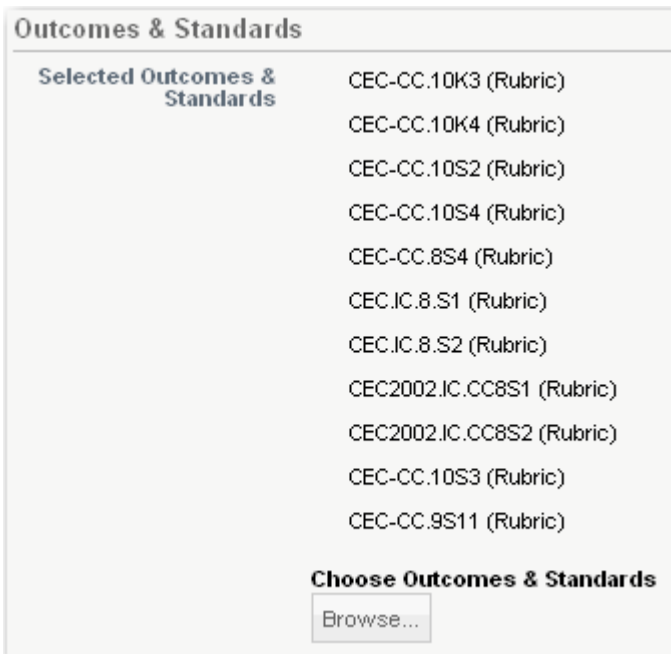 Outcomes & Standards
Selected Outcomes &
Standards
CEC-CC.10K3 (Rubric)
CEC-CC.10K4 (Rubric)
CEC-CC.10S2 (Rubric)
CEC-CC.10S4 (Rubric)
CEC-CC.8S4 (Rubric)
CEC.IC.8.S1 (Rubric)
CEC.IC.8.S2 (Rubric)
CEC2002.IC.CC8S1 (Rubric)
CEC2002.IC.CC8S2 (Rubric)
CEC-CC.10S3 (Rubric)
CEC-CC.9S11 (Rubric)
Choose Outcomes & Standards
Browse...